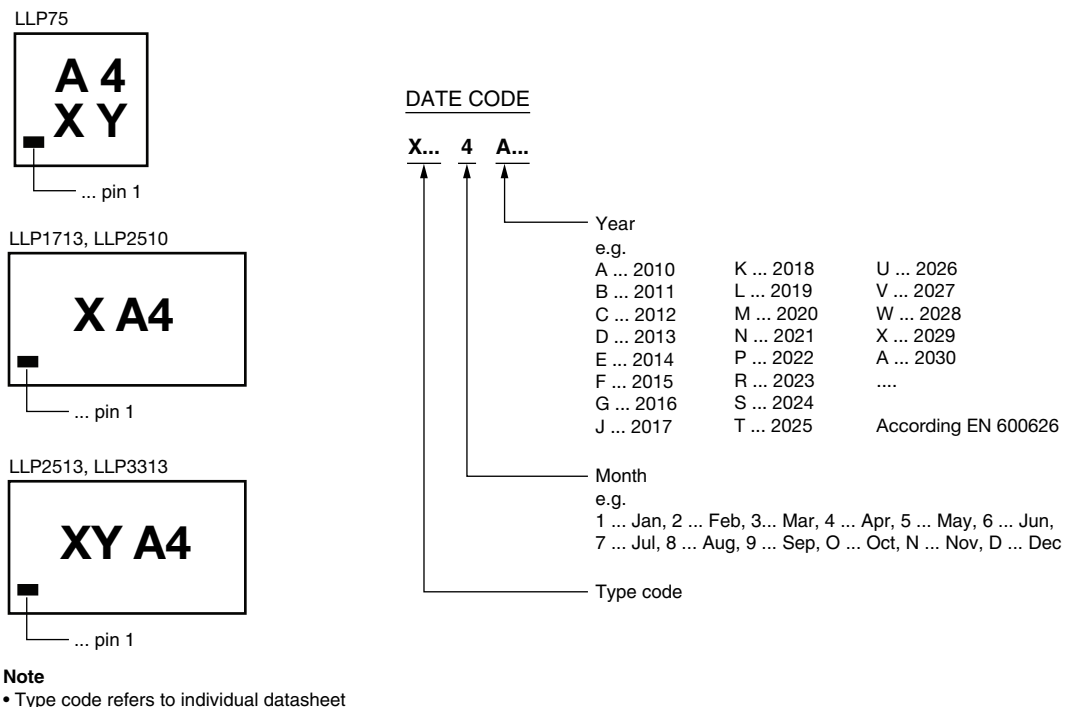 LLP75
A 4
X Y
... pin 1
LLP1713, LLP2510
X A4
... pin 1
LLP2513, LLP3313
XY A4
... pin 1
DATE CODE
X... 4 A...
Year
e.g.
A ... 2010 K ... 2018 U ... 2026
B ... 2011 L ... 2019 V ... 2027
C ... 2012 M ... 2020 W ... 2028
D ... 2013 N ... 2021 X ... 2029
E ... 2014 P ... 2022 A ... 2030
F ... 2015 R ... 2023 ....
G ... 2016 S ... 2024
J ... 2017 T ... 2025 According EN 600626
Month
e.g.
1 ... Jan, 2 ... Feb, 3... Mar, 4 ... Apr, 5 ... May, 6 ... Jun,
7 ... Jul, 8 ... Aug, 9 ... Sep, O ... Oct, N ... Nov, D ... Dec
Type code
Note
• Type code refers to individual datasheet